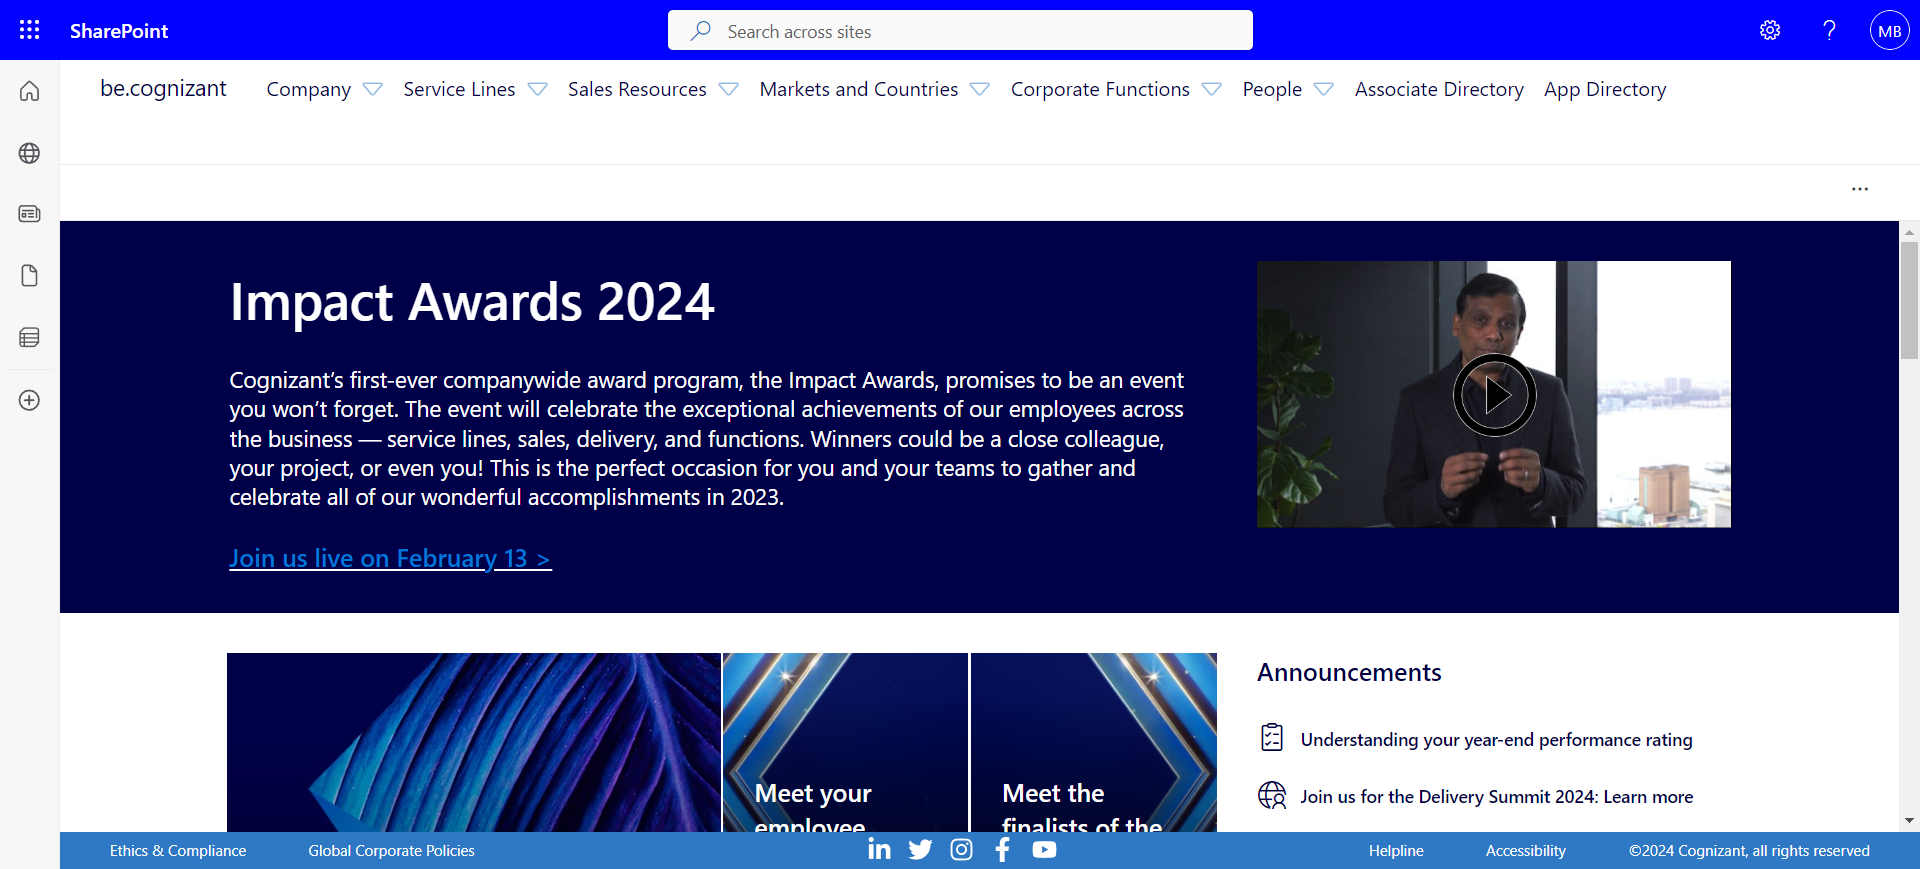 SharePoint
Search across sites
MB
be.cognizant
Company
Service Lines
Sales Resources
Markets and Countries
Corporate Functions
People
Associate Directory
App Directory
Impact Awards 2024
Cognizant’s first-ever companywide award program, the Impact Awards, promises to be an event
you won’t forget. The event will celebrate the exceptional achievements of our employees across
the business — service lines, sales, delivery, and functions. Winners could be a close colleague,
your project, or even you! This is the perfect occasion for you and your teams to gather and
celebrate all of our wonderful accomplishments in 2023.
Join us live on February 13 >
Meet your
employee
Meet the
finalists of the
Announcements
Understanding your year-end performance rating
Join us for the Delivery Summit 2024: Learn more
Ethics & Compliance
Global Corporate Policies
Helpline
Accessibility
©2024 Cognizant, all rights reserved